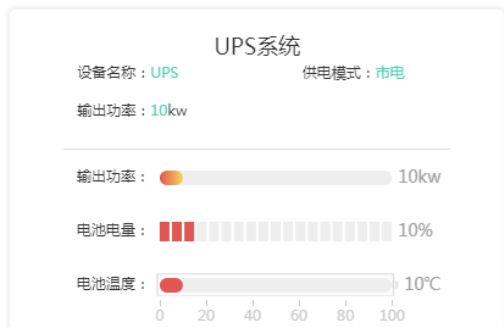 UPS系统
设备名称：UPS 供电模式：市电
输出功率：10kw
输出功率： 10kw
电池电量： 10%
电池温度： 10℃
0 20 40 60 80 100